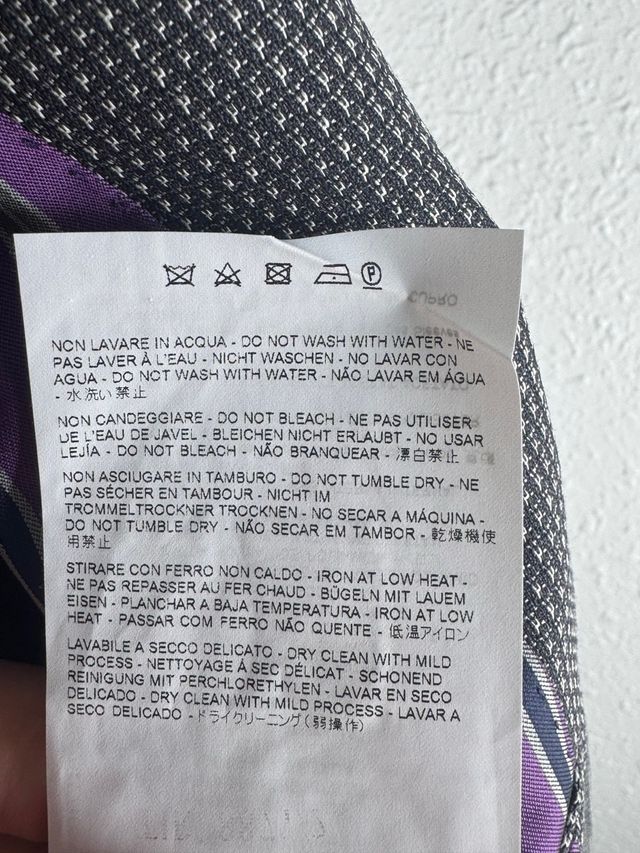 P
CUPRO
Sleeves
NON LAVARE IN ACQUA - DO NOT WASH WITH WATER - NE
PAS LAVER À L'EAU - NICHT WASCHEN - NO LAVAR CON
AGUA - DO NOT WASH WITH WATER - NÃO LAVAR EM ÁGUA
- 水洗い禁止
NON CANDEGGIARE - DO NOT BLEACH - NE PAS UTILISER
DE L'EAU DE JAVEL - BLEICHEN NICHT ERLAUBT - NO USAR
LEJÍA - DO NOT BLEACH - NÃO BRANQUEAR - 漂白禁止
NON ASCIUGARE IN TAMBURO - DO NOT TUMBLE DRY - NE
PAS SÉCHER EN TAMBOUR - NICHT IM
TROMMELTROCKNER TROCKNEN - NO SECAR A MÁQUINA -
DO NOT TUMBLE DRY - NÃO SECAR EM TAMBOR - 乾燥機使
用禁止
STIRARE CON FERRO NON CALDO - IRON AT LOW HEAT -
NE PAS REPASSER AU FER CHAUD - BÜGELN MIT LAUEM
EISEN - PLANCHAR A BAJA TEMPERATURA - IRON AT LOW
HEAT - PASSAR COM FERRO NÃO QUENTE - 低温アイロン
LAVABILE A SECCO DELICATO - DRY CLEAN WITH MILD
PROCESS - NETTOYAGE À SEC DÉLICAT - SCHONEND
REINIGUNG MIT PERCHLORETHYLEN - LAVAR EN SECO
DELICADO - DRY CLEAN WITH MILD PROCESS - LAVAR A
SECO DELICADO - ドライクリーニング(弱操作)